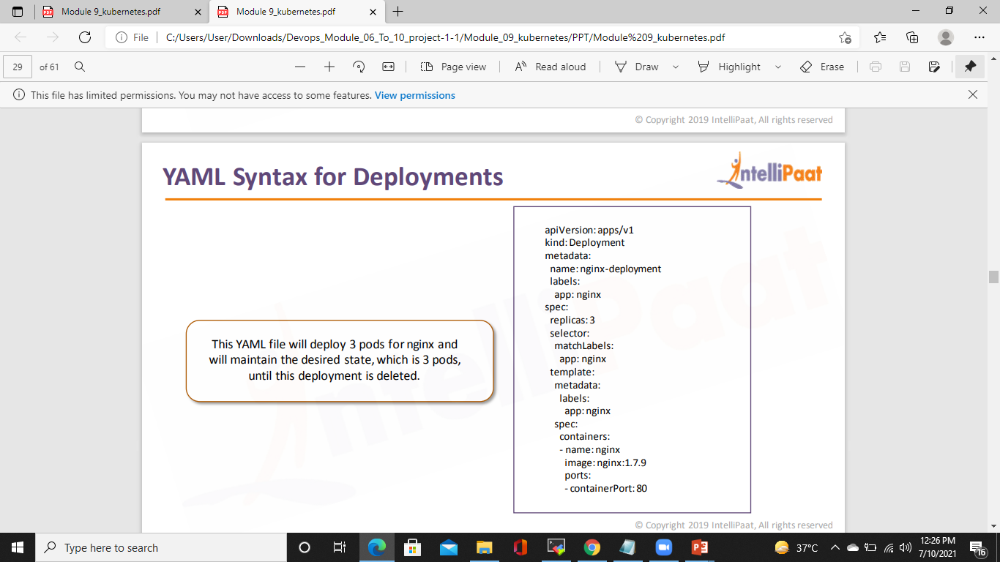 Module 9_kubernetes.pdf
Module 9_kubernetes.pdf
File
C:/Users/User/Downloads/Devops_Module_06_To_10_project-1-1/Module_09_kubernetes/PPT/Module%209_kubernetes.pdf
29 of 61
Page view
Read aloud
Draw
Highlight
Erase
This file has limited permissions. You may not have access to some features. View permissions
© Copyright 2019 IntelliPaat, All rights reserved
YAML Syntax for Deployments
IntelliPaat
This YAML file will deploy 3 pods for nginx and
will maintain the desired state, which is 3 pods,
until this deployment is deleted.
apiVersion: apps/v1
kind: Deployment
metadata:
  name: nginx-deployment
  labels:
    app: nginx
spec:
  replicas: 3
  selector:
    matchLabels:
      app: nginx
  template:
    metadata:
      labels:
        app: nginx
    spec:
      containers:
      - name: nginx
        image: nginx:1.7.9
        ports:
        - containerPort: 80
© Copyright 2019 IntelliPaat, All rights reserved
Type here to search
37°C
12:26 PM
7/10/2021
16